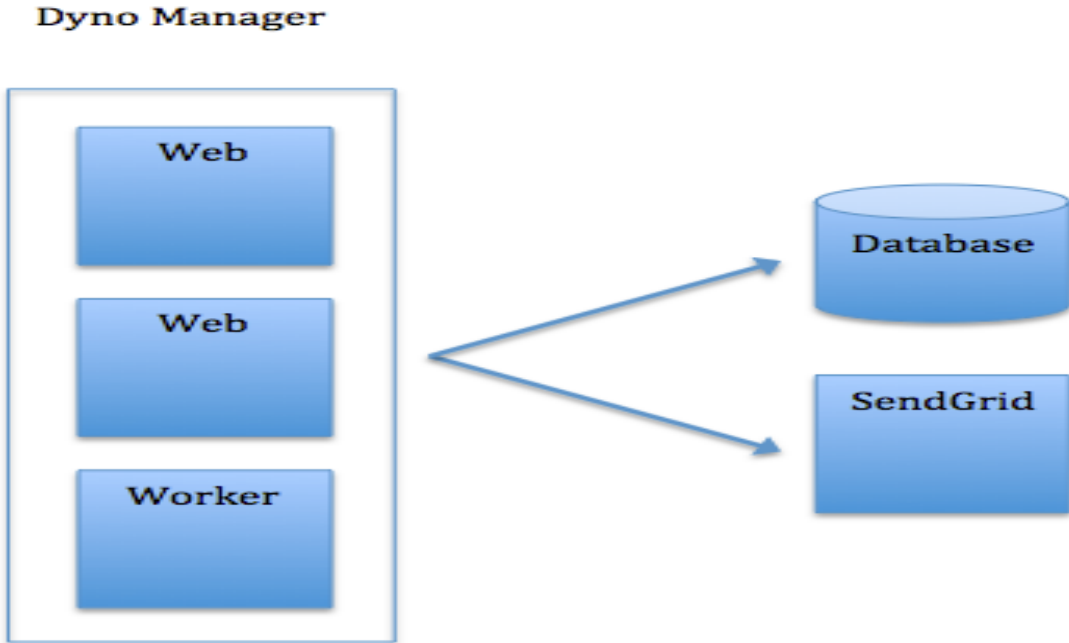 Dyno Manager
Web
Web
Worker
Database
SendGrid